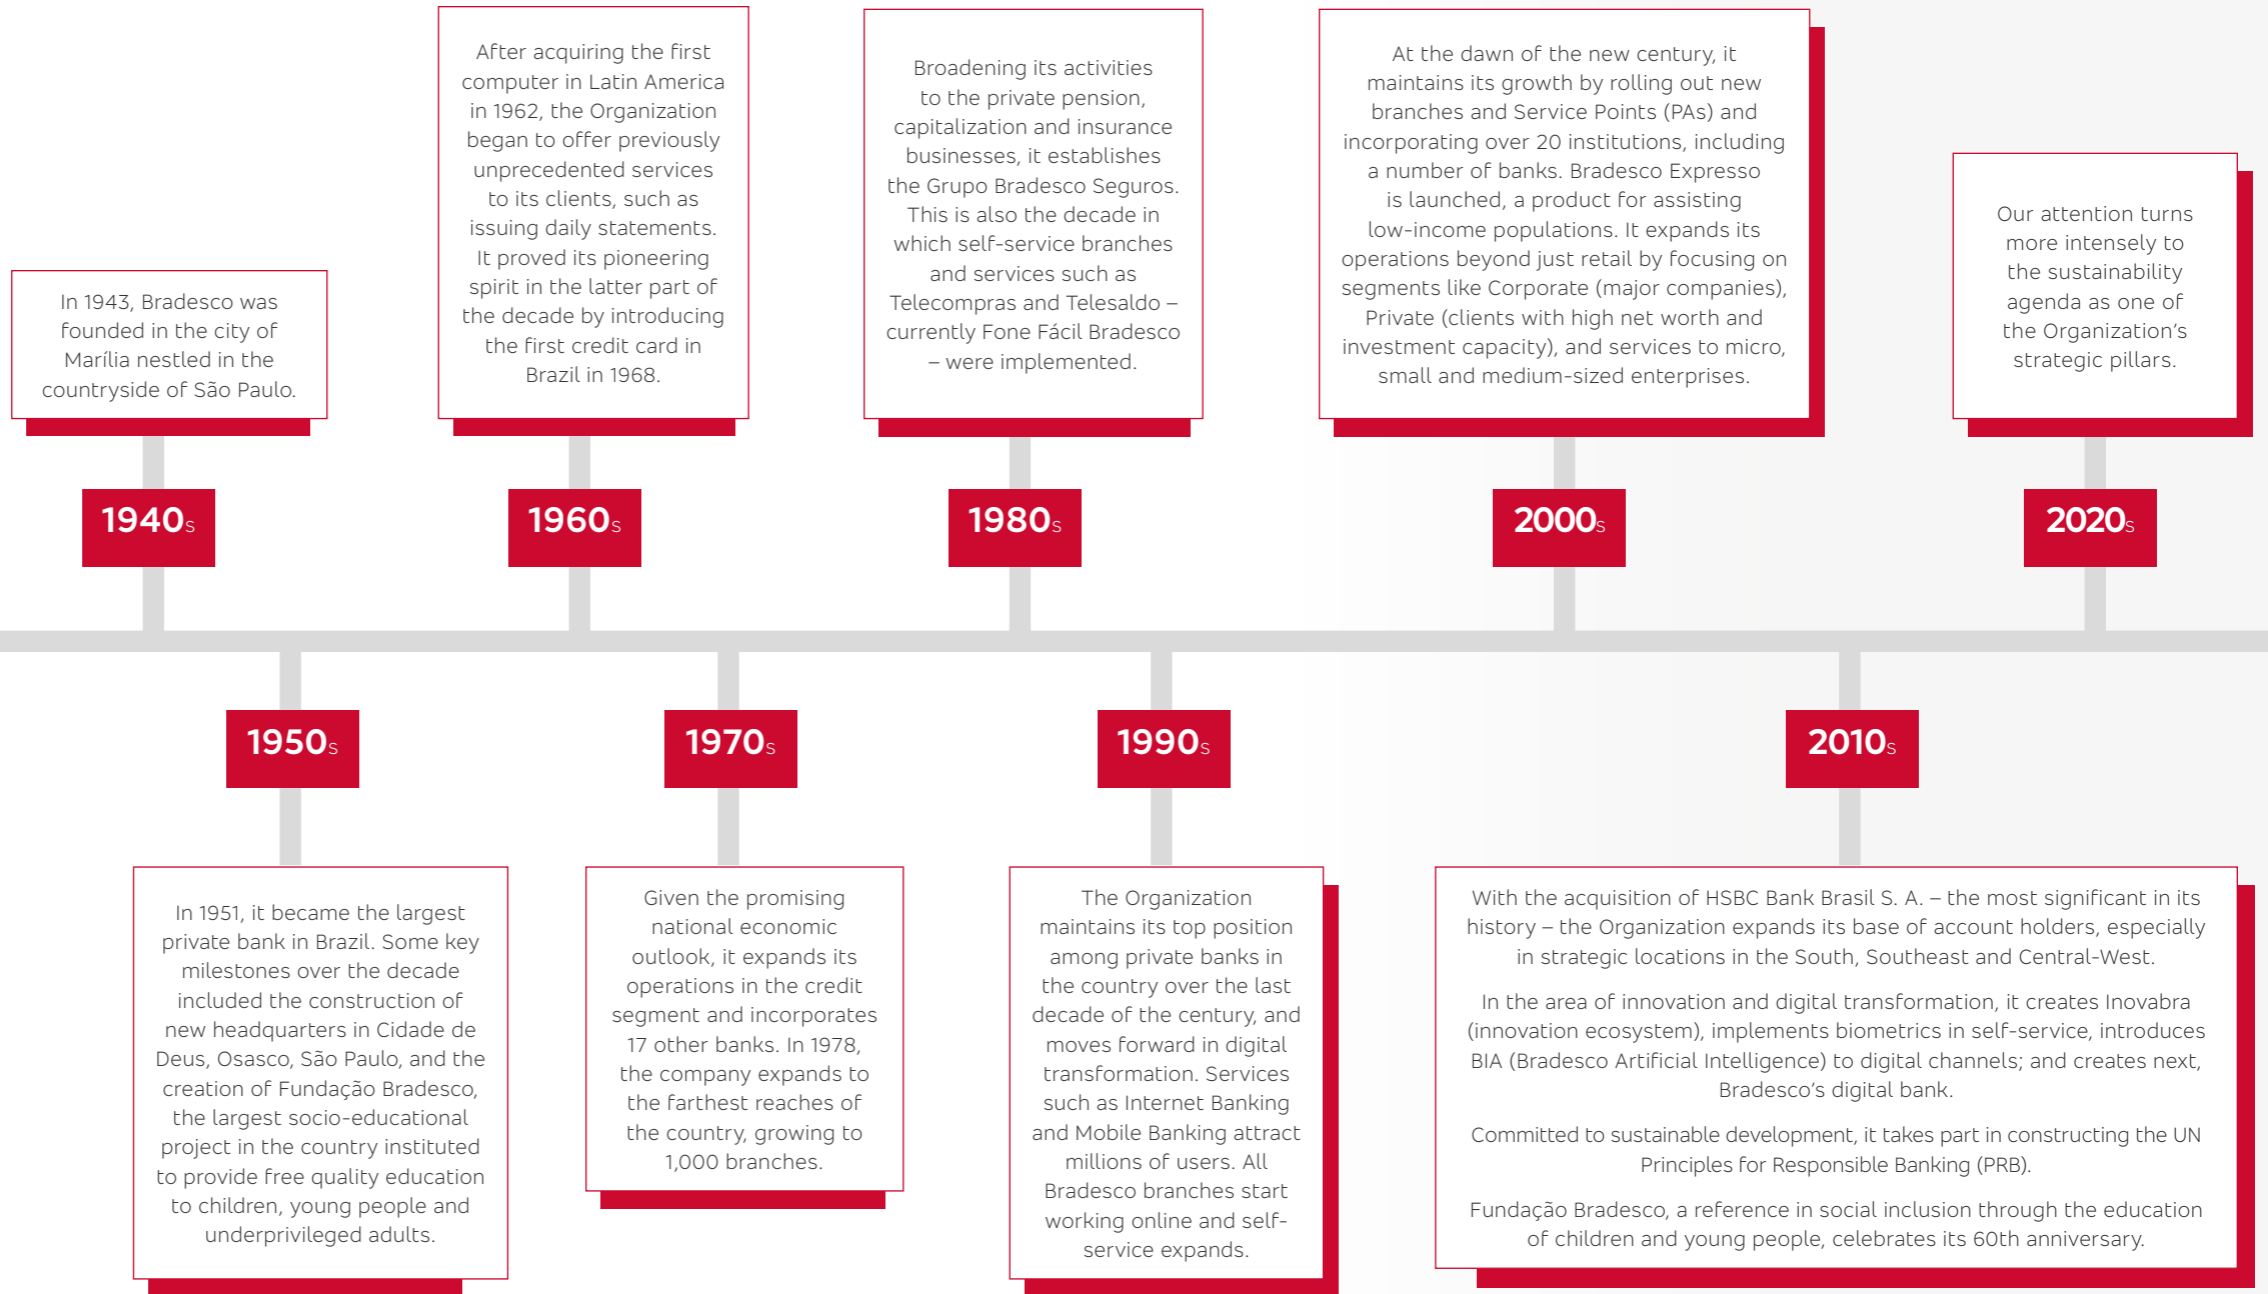 In 1943, Bradesco was
founded in the city of
Marília nestled in the
countryside of São Paulo.
1940s
In 1951, it became the largest
private bank in Brazil. Some key
milestones over the decade
included the construction of
new headquarters in Cidade de
Deus, Osasco, São Paulo, and the
creation of Fundação Bradesco,
the largest socio-educational
project in the country instituted
to provide free quality education
to children, young people and
underprivileged adults.
1950s
After acquiring the first
computer in Latin America
in 1962, the Organization
began to offer previously
unprecedented services
to its clients, such as
issuing daily statements.
It proved its pioneering
spirit in the latter part of
the decade by introducing
the first credit card in
Brazil in 1968.
1960s
1970s
Given the promising
national economic
outlook, it expands its
operations in the credit
segment and incorporates
17 other banks. In 1978,
the company expands to
the farthest reaches of
the country, growing to
1,000 branches.
Broadening its activities
to the private pension,
capitalization and insurance
businesses, it establishes
the Grupo Bradesco Seguros.
This is also the decade in
which self-service branches
and services such as
Telecompras and Telesaldo –
currently Fone Fácil Bradesco
– were implemented.
1980s
1990s
The Organization
maintains its top position
among private banks in
the country over the last
decade of the century, and
moves forward in digital
transformation. Services
such as Internet Banking
and Mobile Banking attract
millions of users. All
Bradesco branches start
working online and self-
service expands.
At the dawn of the new century, it
maintains its growth by rolling out new
branches and Service Points (PAs) and
incorporating over 20 institutions, including
a number of banks. Bradesco Expresso
is launched, a product for assisting
low-income populations. It expands its
operations beyond just retail by focusing on
segments like Corporate (major companies),
Private (clients with high net worth and
investment capacity), and services to micro,
small and medium-sized enterprises.
2000s
2010s
With the acquisition of HSBC Bank Brasil S. A. – the most significant in its
history – the Organization expands its base of account holders, especially
in strategic locations in the South, Southeast and Central-West.
In the area of innovation and digital transformation, it creates Inovabra
(innovation ecosystem), implements biometrics in self-service, introduces
BIA (Bradesco Artificial Intelligence) to digital channels; and creates next,
Bradesco’s digital bank.
Committed to sustainable development, it takes part in constructing the UN
Principles for Responsible Banking (PRB).
Fundação Bradesco, a reference in social inclusion through the education
of children and young people, celebrates its 60th anniversary.
Our attention turns
more intensely to
the sustainability
agenda as one of
the Organization’s
strategic pillars.
2020s